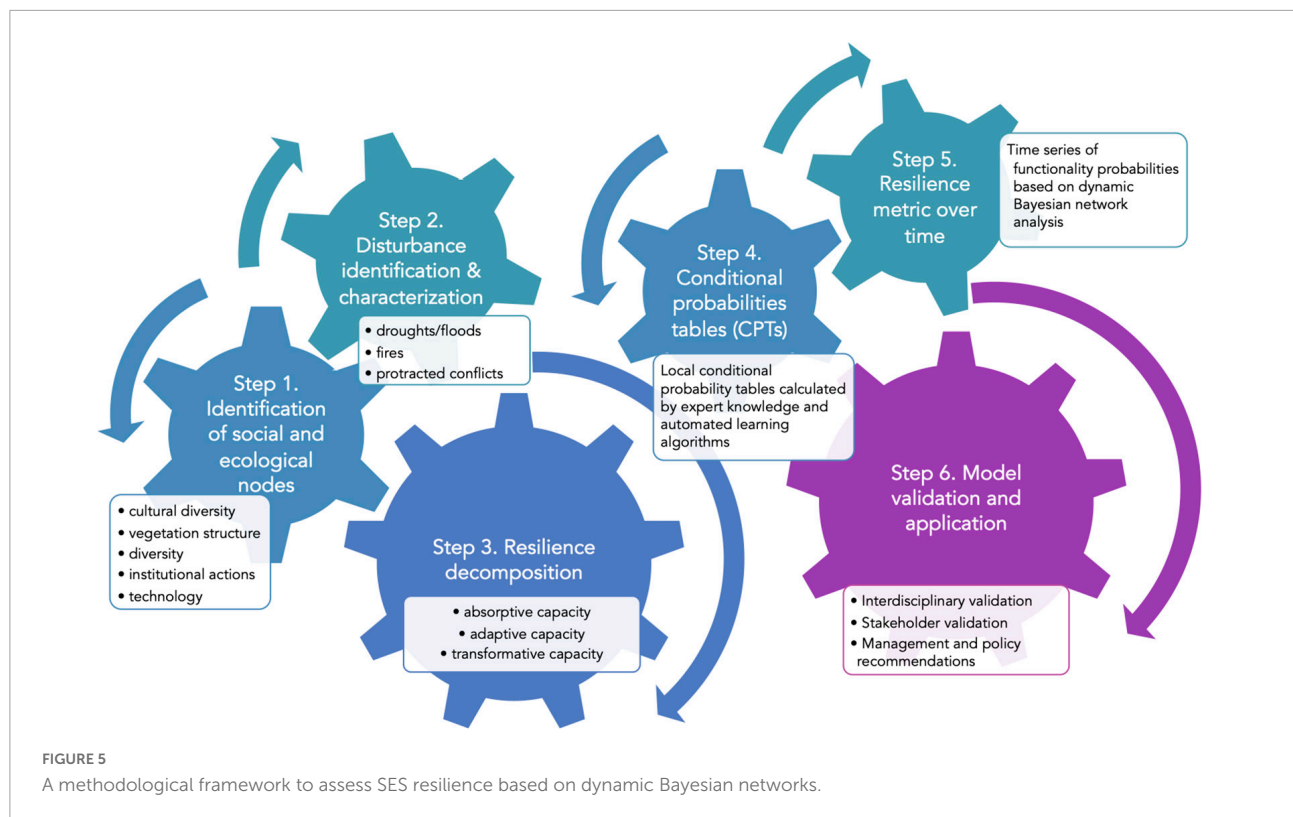 Step 1.
Identification
of social and
ecological
nodes
• cultural diversity
• vegetation structure
• diversity
• institutional actions
• technology
Step 2.
Disturbance
identification &
characterization
• droughts/floods
• fires
• protracted conflicts
Step 3. Resilience
decomposition
• absorptive capacity
• adaptive capacity
• transformative capacity
Step 4.
Conditional
probabilities
tables (CPTs)
Local conditional
probability tables calculated
by expert knowledge and
automated learning
algorithms
Step 5.
Resilience
metric over
time
Time series of
functionality probabilities
based on dynamic
Bayesian network
analysis
Step 6. Model
validation and
application
• Interdisciplinary validation
• Stakeholder validation
• Management and policy
recommendations
FIGURE 5
A methodological framework to assess SES resilience based on dynamic Bayesian networks.